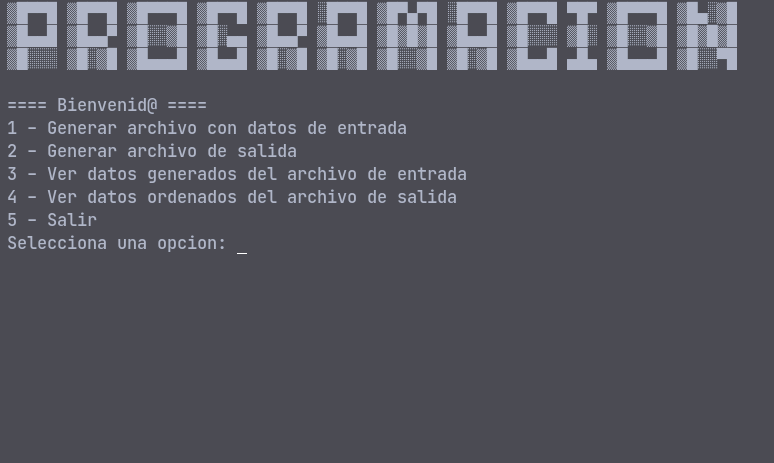 PROGRAMACION
==== Bienvenid@ ====
1 - Generar archivo con datos de entrada
2 - Generar archivo de salida
3 - Ver datos generados del archivo de entrada
4 - Ver datos ordenados del archivo de salida
5 - Salir
Selecciona una opcion: _